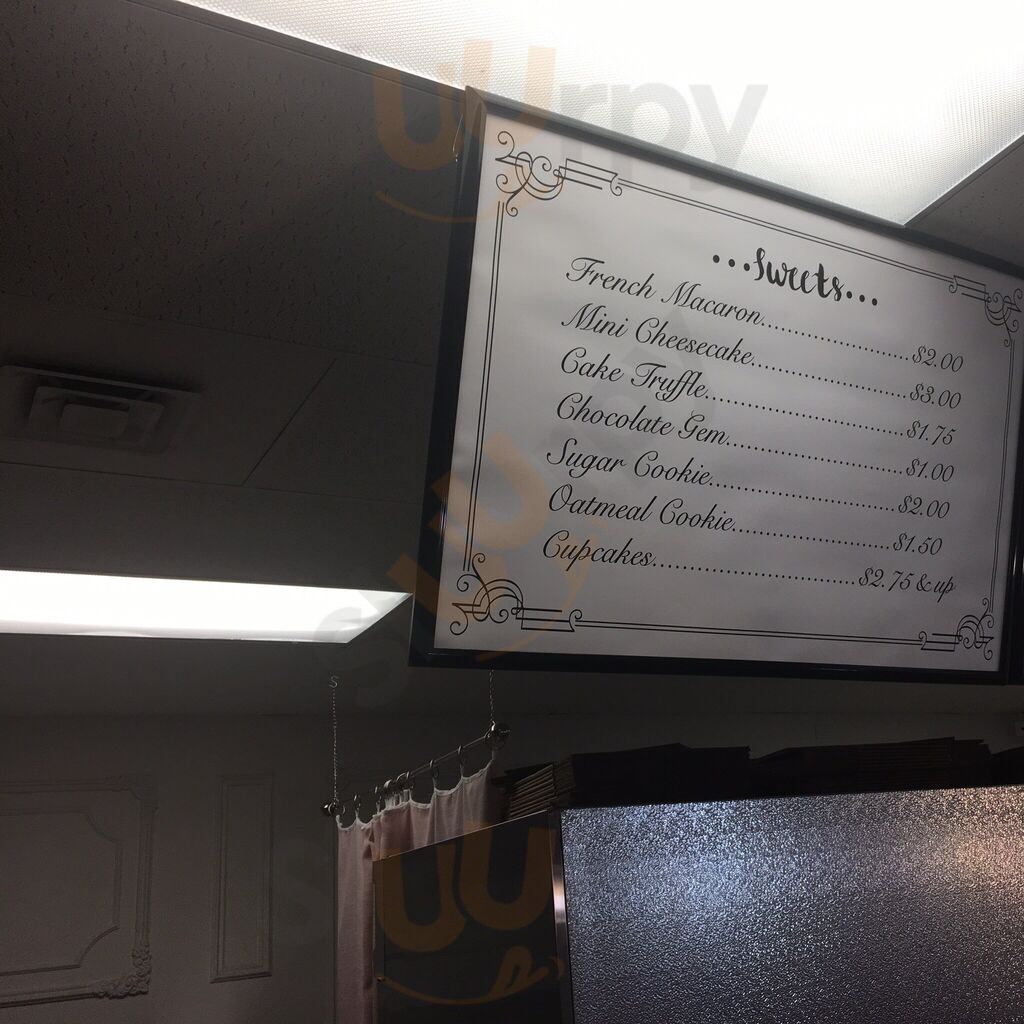 ...Sweets...
French Macaron..............................$2.00
Mini Cheesecake..............................$3.00
Cake Truffle......................................$1.75
Chocolate Gem.................................$1.00
Sugar Cookie....................................$2.00
Oatmeal Cookie.............................$1.50
Cupcakes......................................$2.75 & up